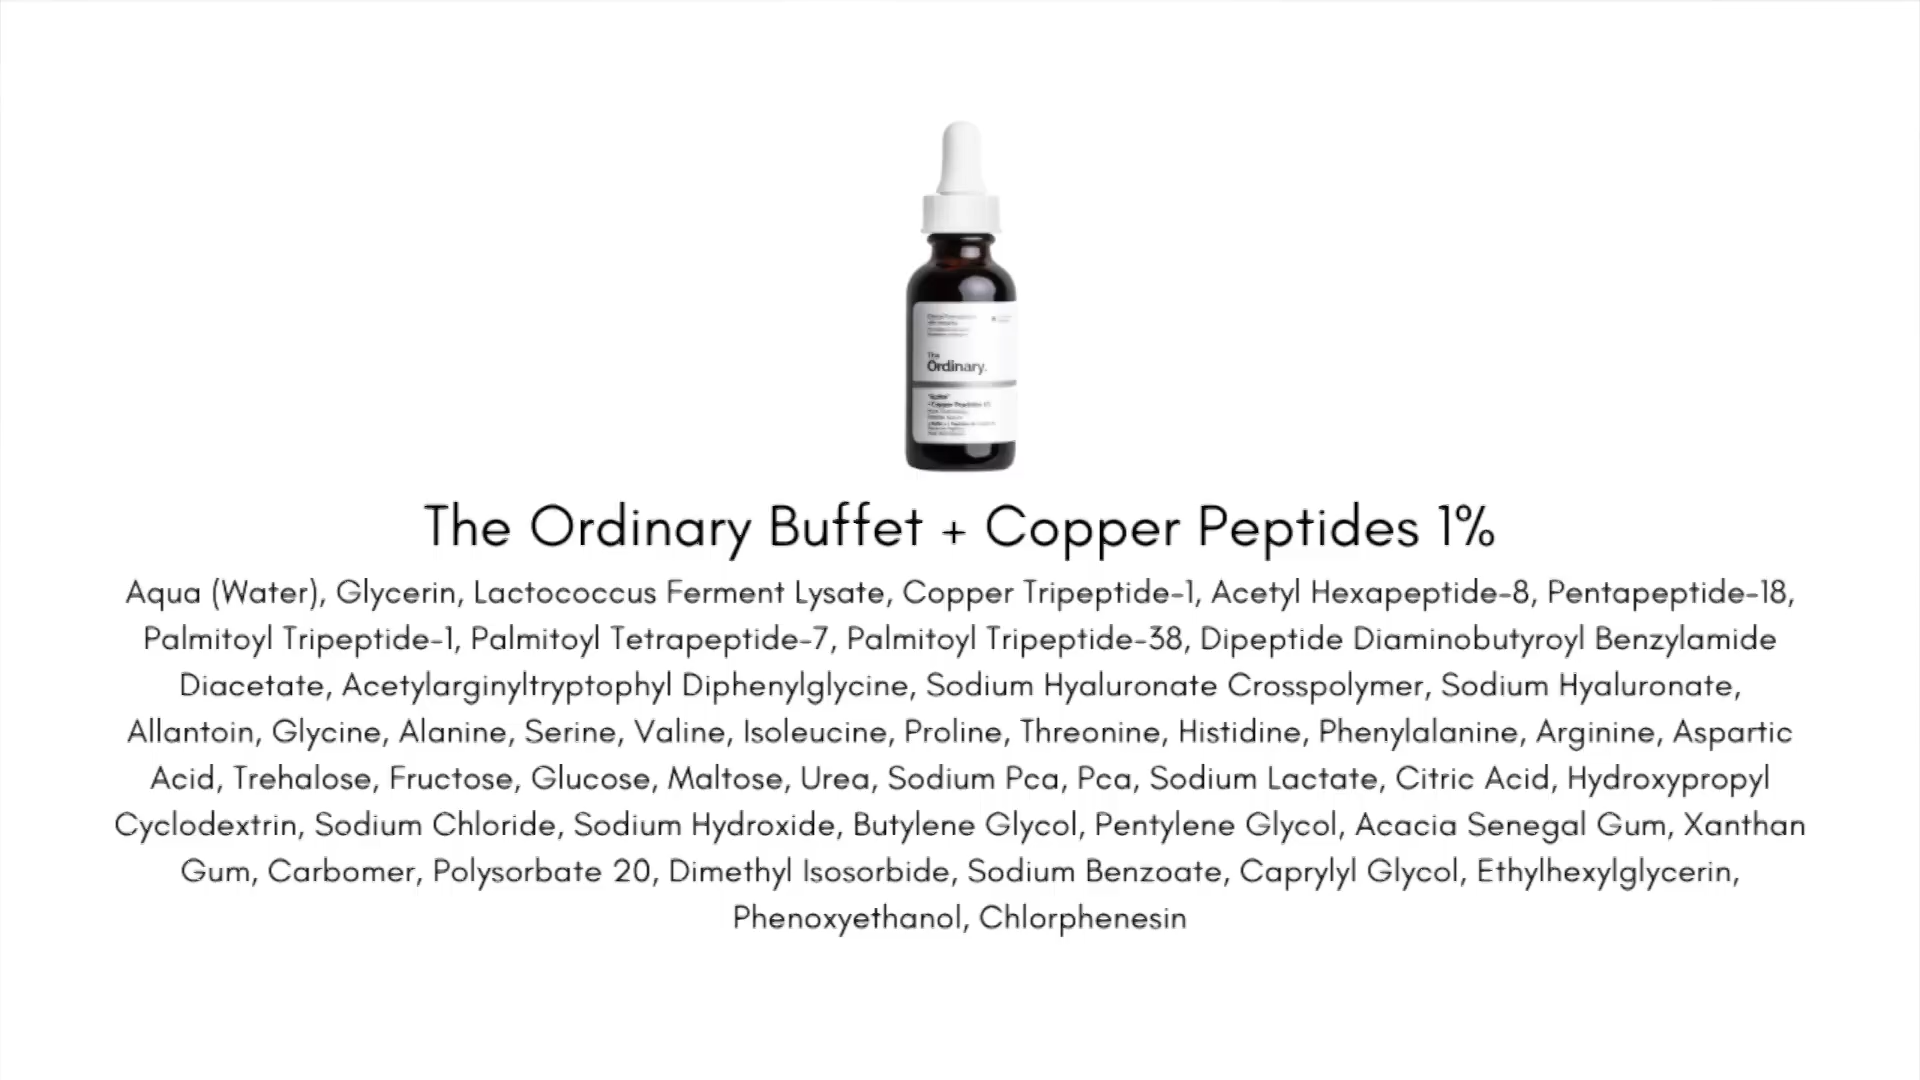 The
Ordinary.
The Ordinary Buffet + Copper Peptides 1%
Aqua (Water), Glycerin, Lactococcus Ferment Lysate, Copper Tripeptide-1, Acetyl Hexapeptide-8, Pentapeptide-18,
Palmitoyl Tripeptide-1, Palmitoyl Tetrapeptide-7, Palmitoyl Tripeptide-38, Dipeptide Diaminobutyroyl Benzylamide
Diacetate, Acetylarginyltryptophyl Diphenylglycine, Sodium Hyaluronate Crosspolymer, Sodium Hyaluronate,
Allantoin, Glycine, Alanine, Serine, Valine, Isoleucine, Proline, Threonine, Histidine, Phenylalanine, Arginine, Aspartic
Acid, Trehalose, Fructose, Glucose, Maltose, Urea, Sodium Pca, Pca, Sodium Lactate, Citric Acid, Hydroxypropyl
Cyclodextrin, Sodium Chloride, Sodium Hydroxide, Butylene Glycol, Pentylene Glycol, Acacia Senegal Gum, Xanthan
Gum, Carbomer, Polysorbate 20, Dimethyl Isosorbide, Sodium Benzoate, Caprylyl Glycol, Ethylhexylglycerin,
Phenoxyethanol, Chlorphenesin